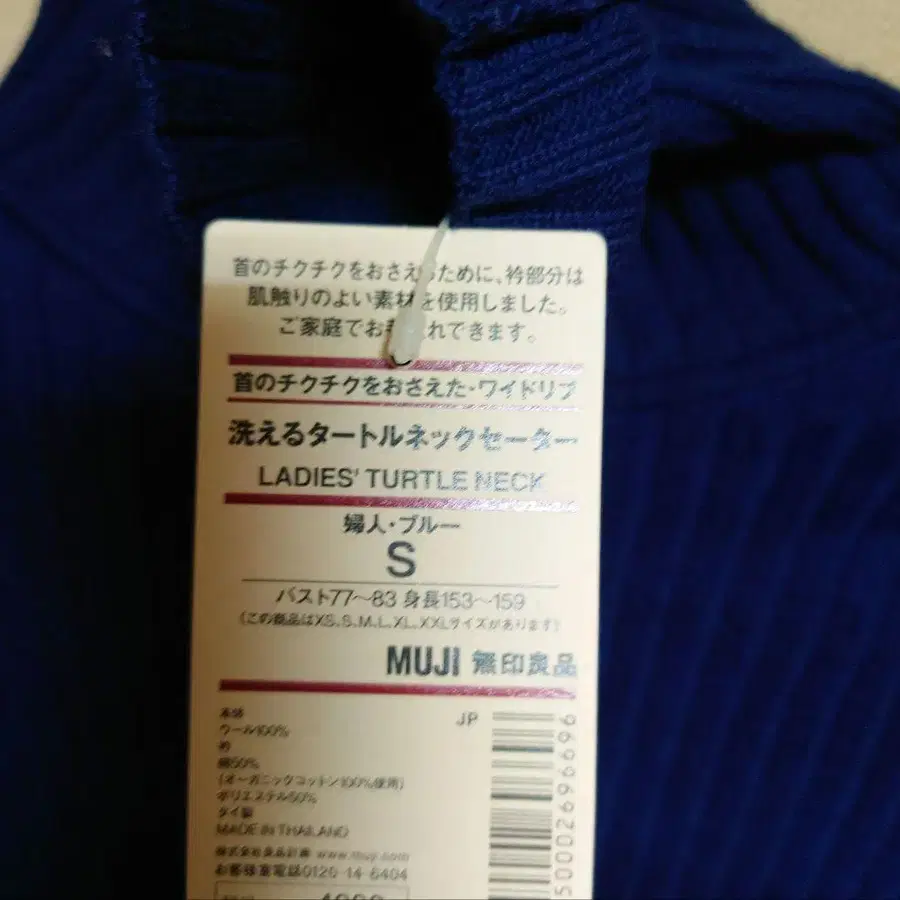 首のチクチクをおさえるために、衿部分は
肌触りのよい素材を使用しました。
ご家庭でお手入れできます。
首のチクチクをおさえた・ワイドリブ
洗えるタートルネックセーター
LADIES' TURTLE NECK
婦人・ブルー
S
バスト77〜83 身長153〜159
(この商品はXS、S、M、L、XL、XXLサイズがあります)
MUJI 無印良品
本体
ウール100%
衿
綿50%
(オーガニックコットン100%使用)
ポリエステル50%
タイ製
MADE IN THAILAND
JP
www.muji.com
0120-14-6404